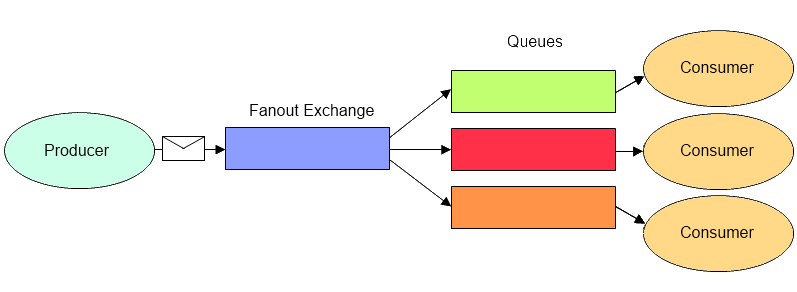 Queues
Consumer
Fanout Exchange
Producer
Consumer
Consumer